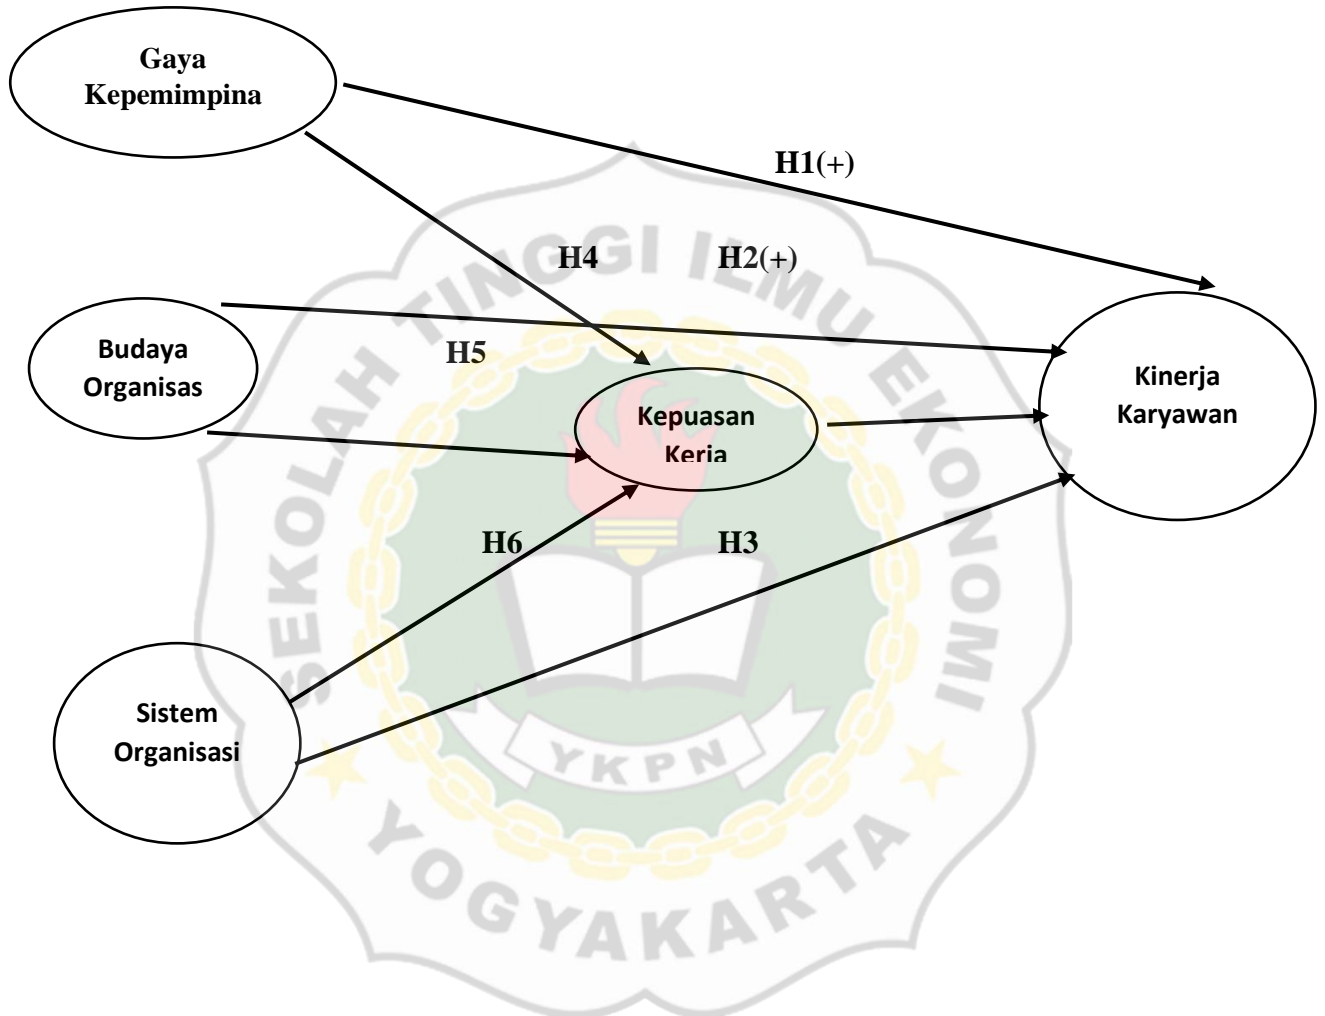 Gaya
Kepemimpina
H1(+)
H4
H2(+)
Budaya
Organisas
H5
Kepuasan
Kerja
Kinerja
Karyawan
H6
H3
Sistem
Organisasi
SEKOLAH TINGGI ILMU EKONOMI
YKPN
YOGYAKARTA